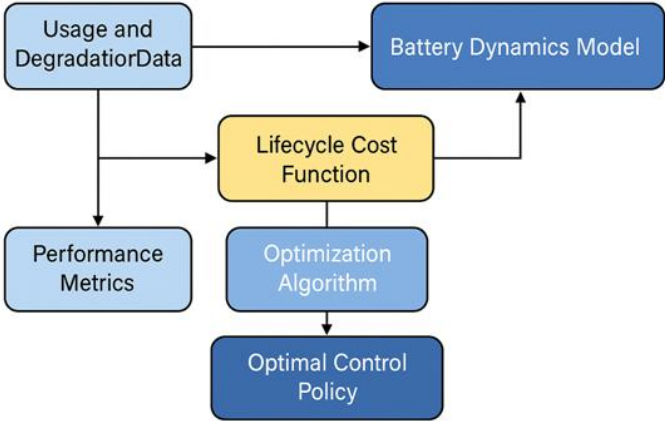 Usage and
DegradatiorData
Battery Dynamics Model
Lifecycle Cost
Function
Performance
Metrics
Optimization
Algorithm
Optimal Control
Policy